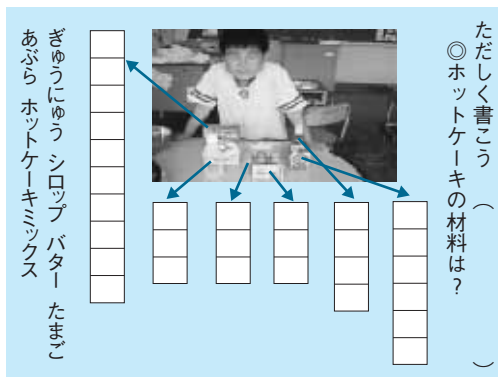 ただしく書こう（　　　　　　）
◎ホットケーキの材料は？
ぎゅうにゅう シロップ バター たまご
あぶら ホットケーキミックス